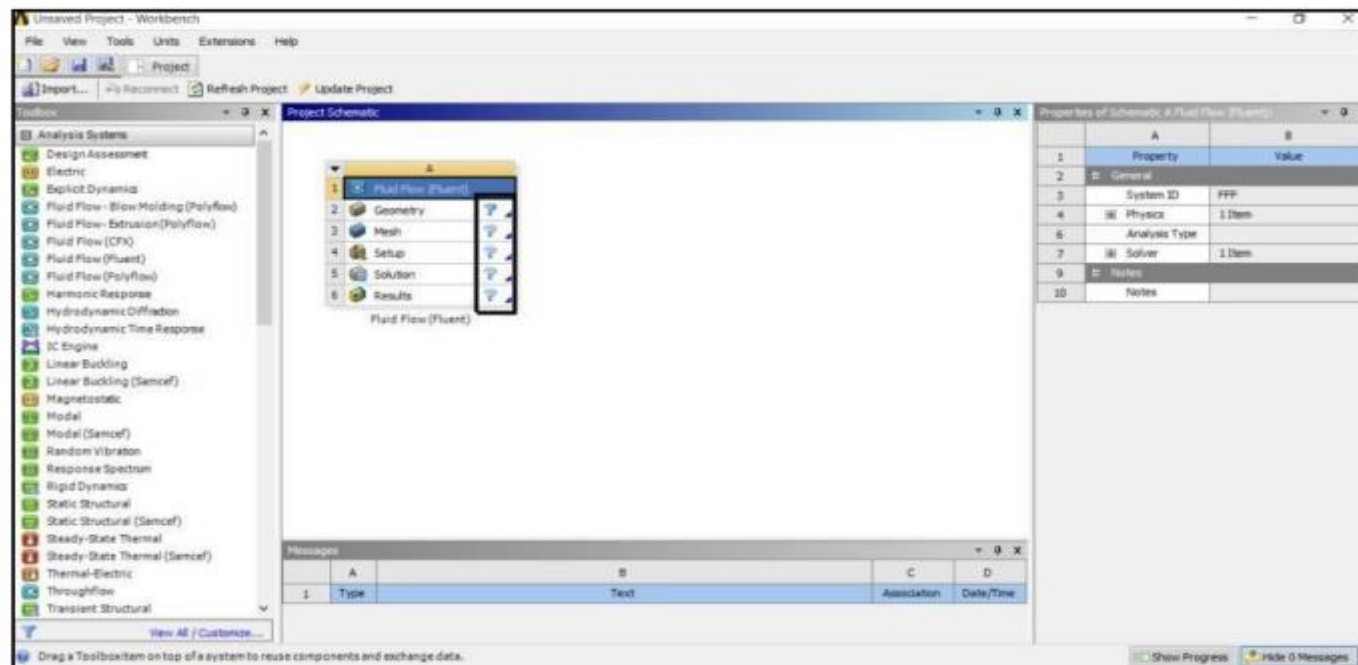 Unsaved Project - Workbench
File View Tools Units Extensions Help
Project
Import... Reconnect Refresh Project Update Project
Toolbox
Analysis Systems
Design Assessment
Electric
Explicit Dynamics
Fluid Flow - Blow Molding (Polyflow)
Fluid Flow - Extrusion (Polyflow)
Fluid Flow (CFX)
Fluid Flow (Fluent)
Fluid Flow (Polyflow)
Harmonic Response
Hydrodynamic Diffraction
Hydrodynamic Time Response
IC Engine
Linear Buckling
Linear Buckling (Samcef)
Magnetostatic
Modal
Modal (Samcef)
Random Vibration
Response Spectrum
Rigid Dynamics
Static Structural
Static Structural (Samcef)
Steady-State Thermal
Steady-State Thermal (Samcef)
Thermal-Electric
Throughflow
Transient Structural
View All / Customize...
Project Schematic
A
1 Fluid Flow (Fluent)
2 Geometry
3 Mesh
4 Setup
5 Solution
6 Results
Fluid Flow (Fluent)
Messages
A B C D
1 Type Text Association Date/Time
Properties of Schematic A: Fluid Flow (Fluent)
A B
1 Property Value
2 General
3 System ID FFF
4 Physics 1 Item
6 Analysis Type
7 Solver 1 Item
9 Notes
10 Notes
Drag a Toolbox item on top of a system to reuse components and exchange data.
Show Progress Hide 0 Messages